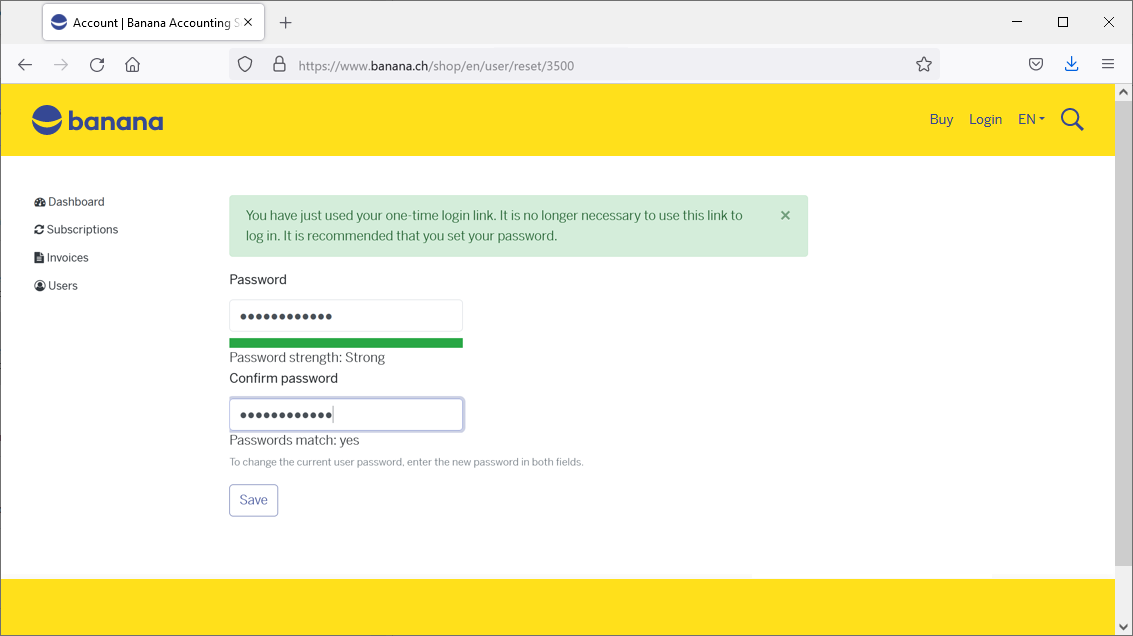 Account | Banana Accounting S
https://www.banana.ch/shop/en/user/reset/3500
banana
Buy
Login
EN
Dashboard
Subscriptions
Invoices
Users
You have just used your one-time login link. It is no longer necessary to use this link to
log in. It is recommended that you set your password.
Password
●●●●●●●●●●●●
Password strength: Strong
Confirm password
●●●●●●●●●●●●
Passwords match: yes
To change the current user password, enter the new password in both fields.
Save